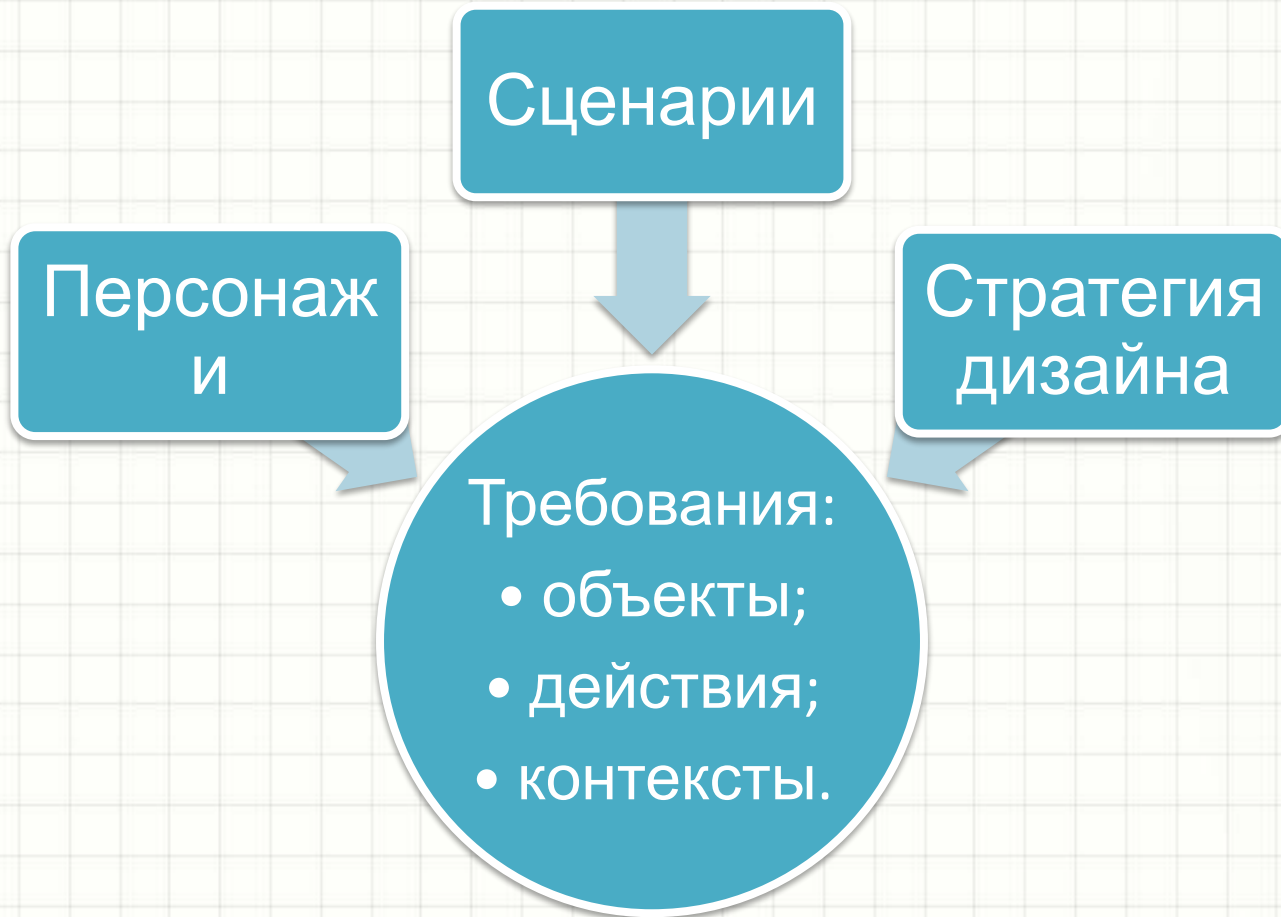 Сценарии
Персонаж
и
Стратегия
дизайна
Требования:
• объекты;
• действия;
• контексты.